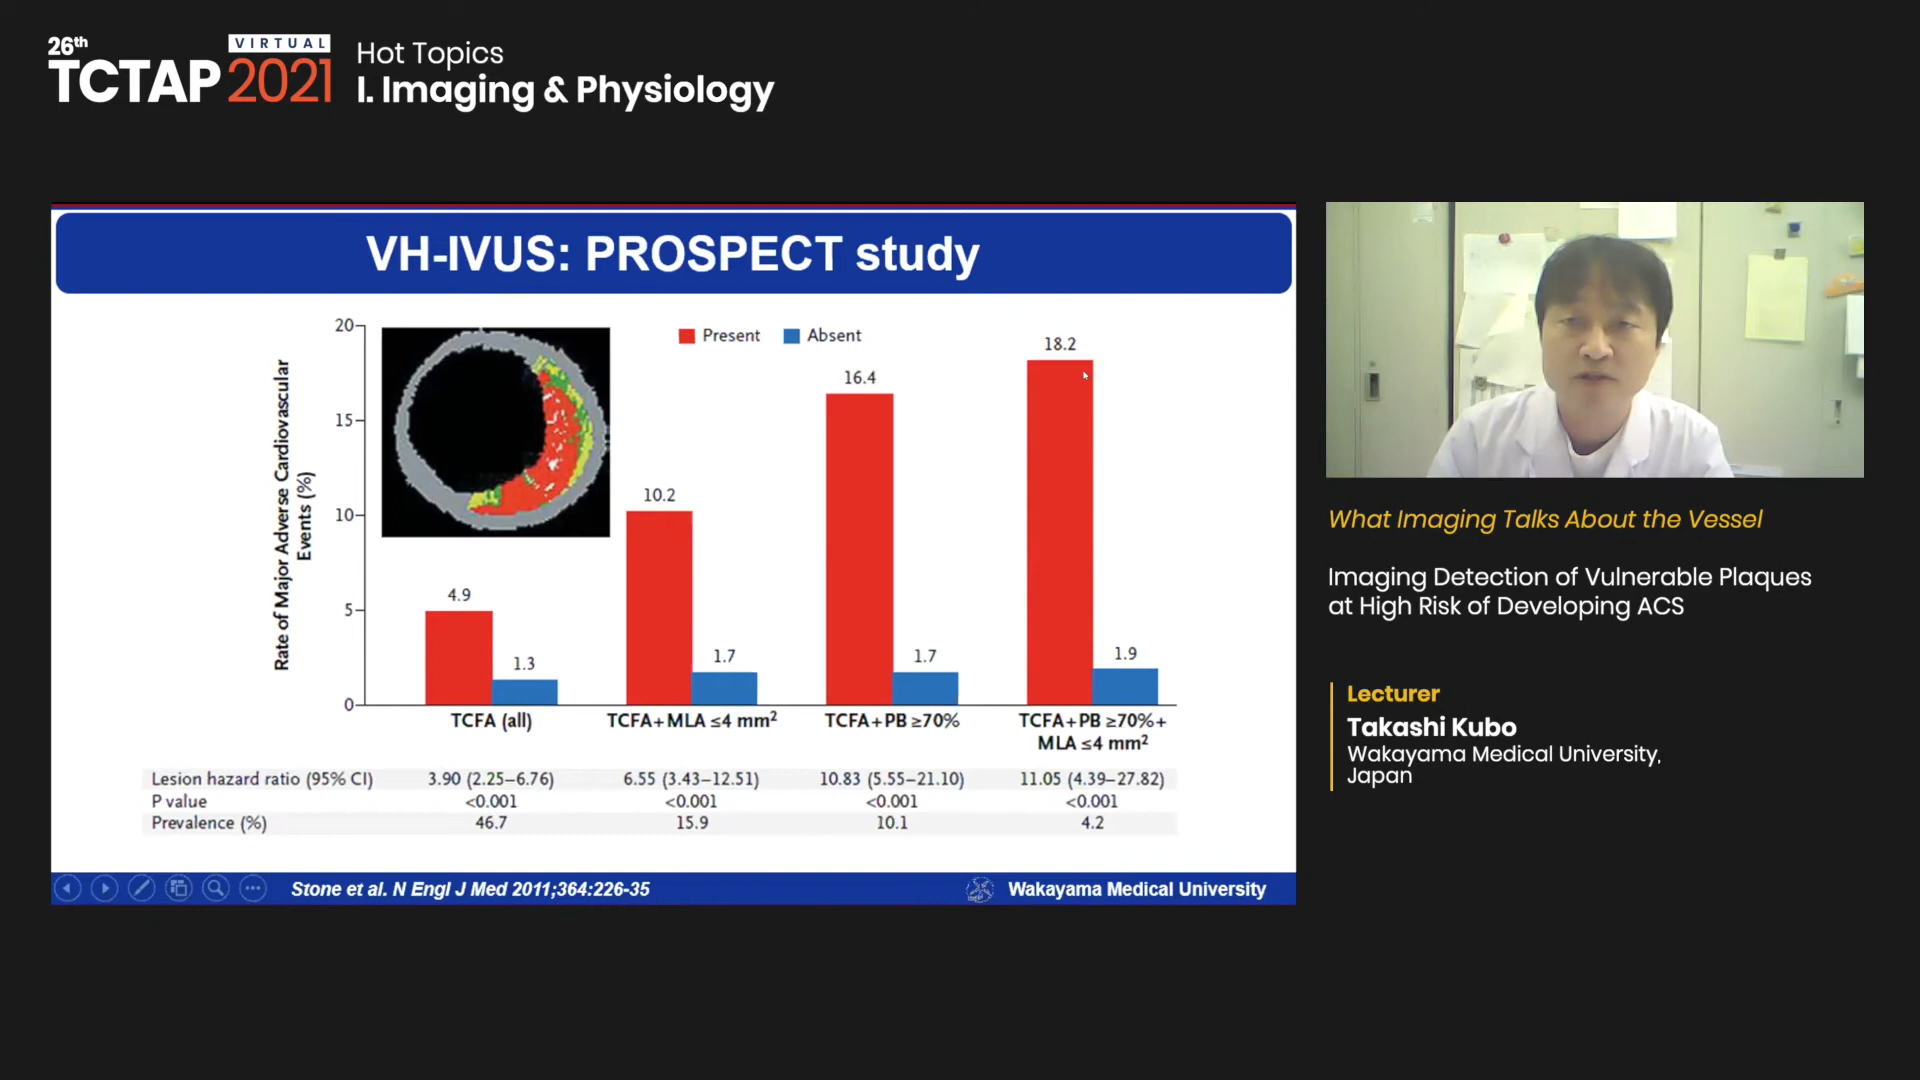 26th
VIRTUAL
TCTAP 2021
Hot Topics
I. Imaging & Physiology
VH-IVUS: PROSPECT study
Rate of Major Adverse Cardiovascular
Events (%)
20
15
10
5
0
Present
Absent
4.9
1.3
10.2
1.7
16.4
1.7
18.2
1.9
TCFA (all)
TCFA+MLA ≤4 mm²
TCFA+PB ≥70%
TCFA+PB ≥70%+
MLA ≤4 mm²
Lesion hazard ratio (95% CI) 3.90 (2.25–6.76) 6.55 (3.43–12.51) 10.83 (5.55–21.10) 11.05 (4.39–27.82)
P value <0.001 <0.001 <0.001 <0.001
Prevalence (%) 46.7 15.9 10.1 4.2
Stone et al. N Engl J Med 2011;364:226-35
Wakayama Medical University
What Imaging Talks About the Vessel
Imaging Detection of Vulnerable Plaques
at High Risk of Developing ACS
Lecturer
Takashi Kubo
Wakayama Medical University,
Japan